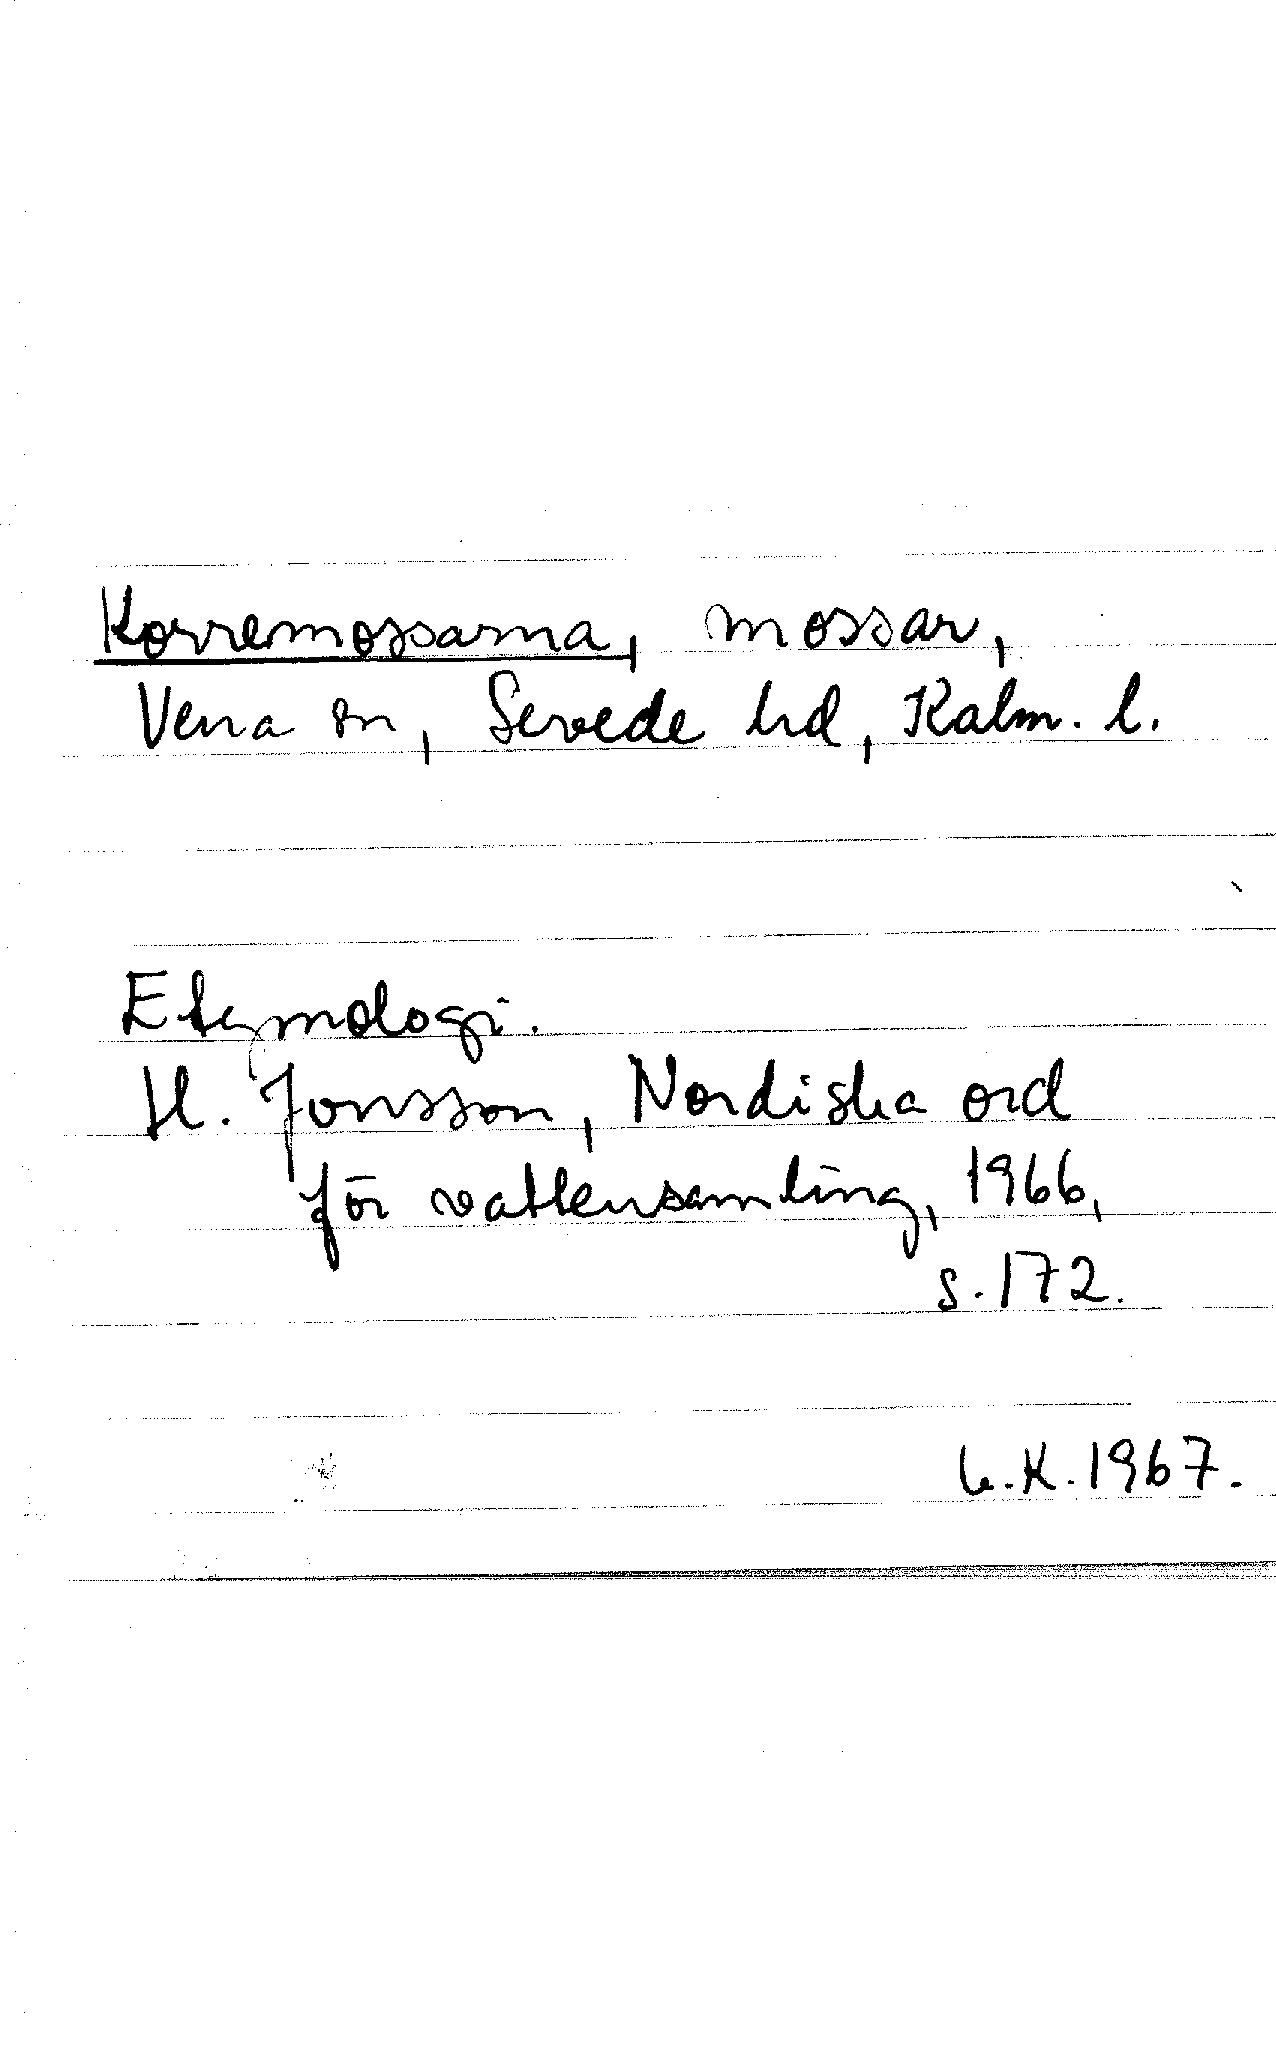 Korremossarna, mossar,
Vena sn, Sevede hd, Kalm. l.
Etymologi.
H. Jonsson, Nordiska ord
för vattensamling, 1966,
s. 172.
K. 1967.